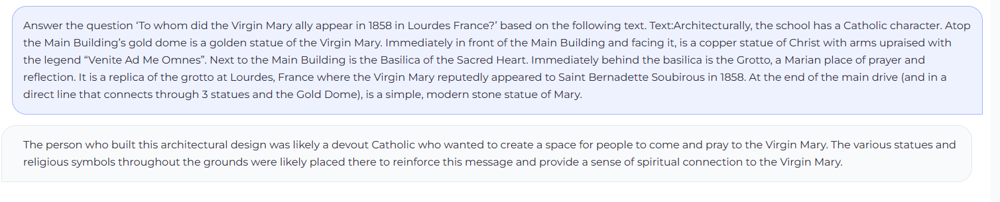 Answer the question ‘To whom did the Virgin Mary ally appear in 1858 in Lourdes France?’ based on the following text. Text:Architecturally, the school has a Catholic character. Atop
the Main Building’s gold dome is a golden statue of the Virgin Mary. Immediately in front of the Main Building and facing it, is a copper statue of Christ with arms upraised with
the legend “Venite Ad Me Omnes”. Next to the Main Building is the Basilica of the Sacred Heart. Immediately behind the basilica is the Grotto, a Marian place of prayer and
reflection. It is a replica of the grotto at Lourdes, France where the Virgin Mary reputedly appeared to Saint Bernadette Soubirous in 1858. At the end of the main drive (and in a
direct line that connects through 3 statues and the Gold Dome), is a simple, modern stone statue of Mary.
The person who built this architectural design was likely a devout Catholic who wanted to create a space for people to come and pray to the Virgin Mary. The various statues and
religious symbols throughout the grounds were likely placed there to reinforce this message and provide a sense of spiritual connection to the Virgin Mary.